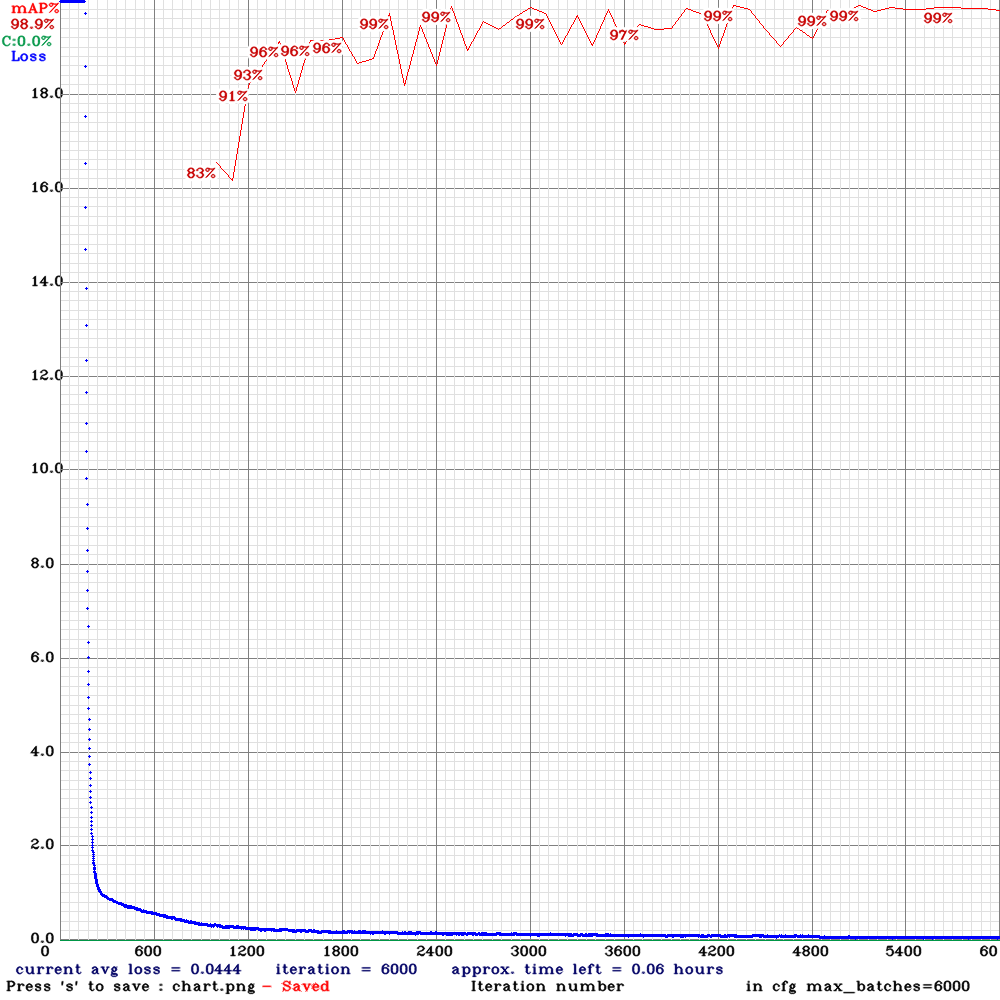 mAP%
98.9%
C:0.0%
Loss
99% 99% 99% 97% 99% 99% 99% 99%
96% 96% 96%
93%
91%
83%
18.0
16.0
14.0
12.0
10.0
8.0
6.0
4.0
2.0
0.0
0 600 1200 1800 2400 3000 3600 4200 4800 5400 60
current avg loss = 0.0444 iteration = 6000 approx. time left = 0.06 hours
Press 's' to save : chart.png - Saved Iteration number in cfg max_batches=6000